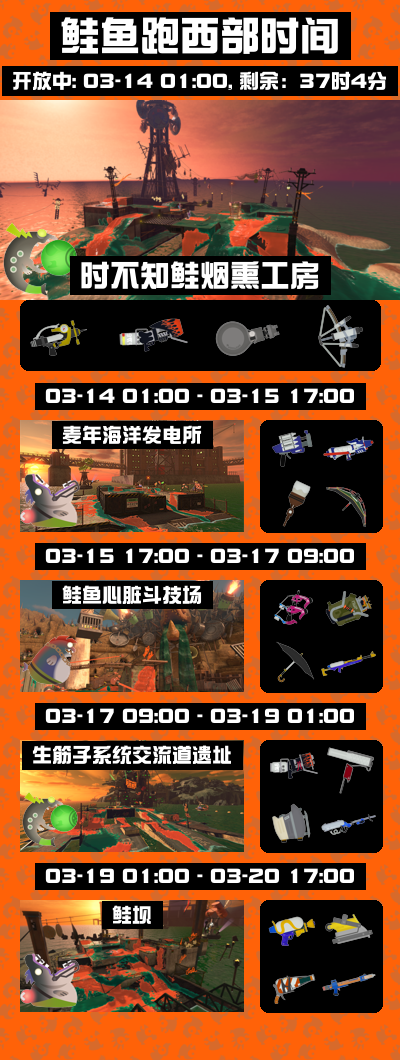 鲑鱼跑西部时间
开放中: 03-14 01:00, 剩余: 37时4分
时不知鲑烟熏工房
03-14 01:00 - 03-15 17:00
麦年海洋发电所
03-15 17:00 - 03-17 09:00
鲑鱼心脏斗技场
03-17 09:00 - 03-19 01:00
生筋子系统交流道遗址
03-19 01:00 - 03-20 17:00
鲑坝